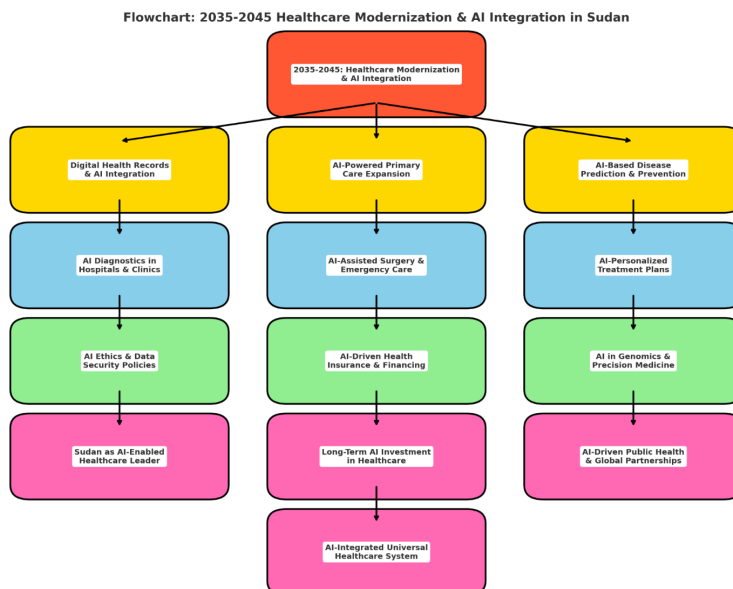 Flowchart: 2035-2045 Healthcare Modernization & AI Integration in Sudan
2035-2045: Healthcare Modernization
& AI Integration
Digital Health Records
& AI Integration
AI-Powered Primary
Care Expansion
AI-Based Disease
Prediction & Prevention
AI Diagnostics in
Hospitals & Clinics
AI-Assisted Surgery &
Emergency Care
AI-Personalized
Treatment Plans
AI Ethics & Data
Security Policies
AI-Driven Health
Insurance & Financing
AI in Genomics &
Precision Medicine
Sudan as AI-Enabled
Healthcare Leader
Long-Term AI Investment
in Healthcare
AI-Driven Public Health
& Global Partnerships
AI-Integrated Universal
Healthcare System